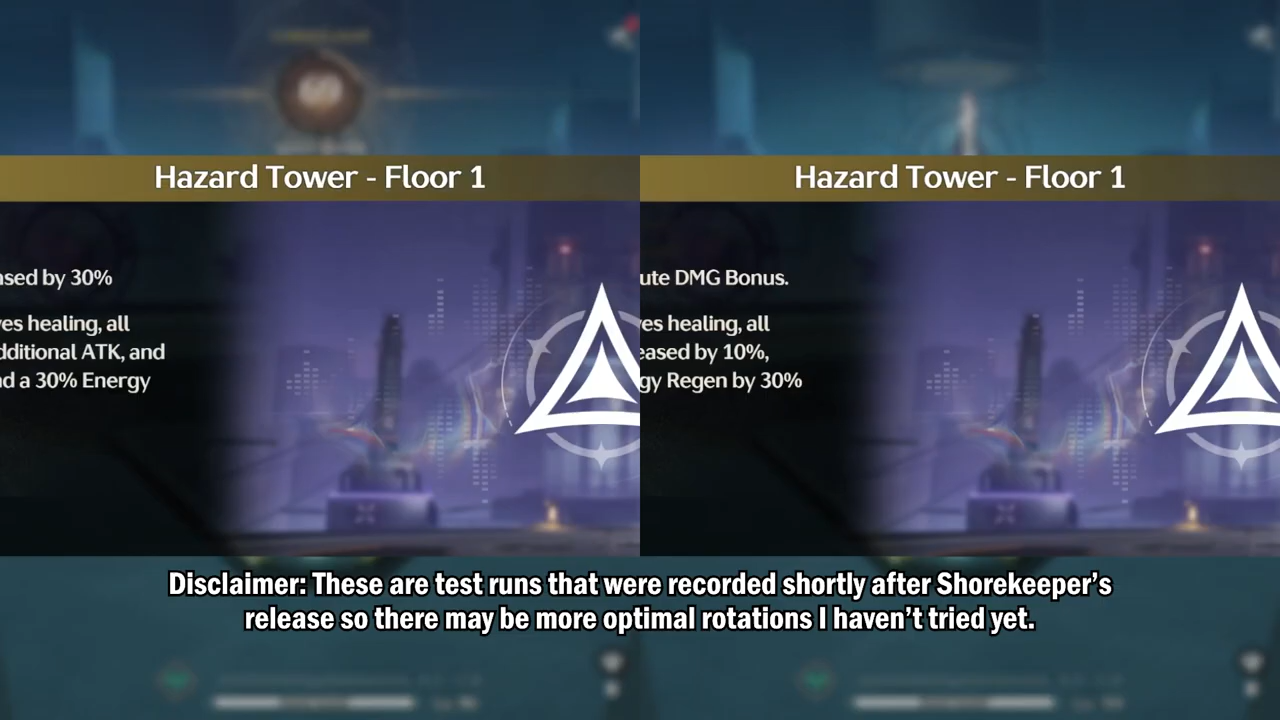 Hazard Tower - Floor 1
ased by 30%
es healing, all
dditional ATK, and
d a 30% Energy
Hazard Tower - Floor 1
ute DMG Bonus.
es healing, all
eased by 10%,
gy Regen by 30%
Disclaimer: These are test runs that were recorded shortly after Shorekeeper's
release so there may be more optimal rotations I haven't tried yet.